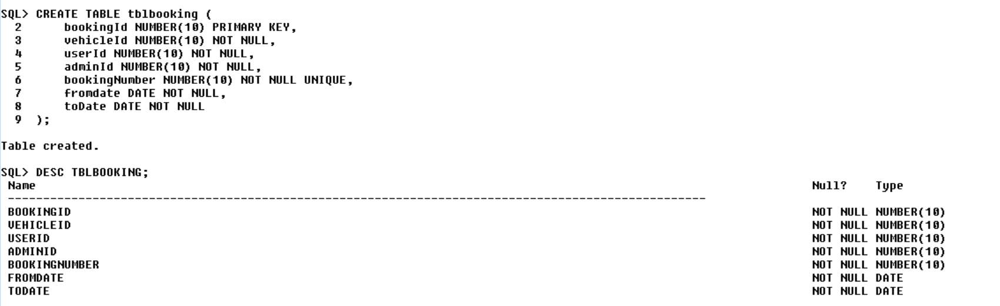 SQL> CREATE TABLE tblbooking (
  2      bookingId NUMBER(10) PRIMARY KEY,
  3      vehicleId NUMBER(10) NOT NULL,
  4      userId NUMBER(10) NOT NULL,
  5      adminId NUMBER(10) NOT NULL,
  6      bookingNumber NUMBER(10) NOT NULL UNIQUE,
  7      fromdate DATE NOT NULL,
  8      toDate DATE NOT NULL
  9  );
Table created.
SQL> DESC TBLBOOKING;
Name Null? Type
---------------------------------------------------------------------------------------------------
BOOKINGID NOT NULL NUMBER(10)
VEHICLEID NOT NULL NUMBER(10)
USERID NOT NULL NUMBER(10)
ADMINID NOT NULL NUMBER(10)
BOOKINGNUMBER NOT NULL NUMBER(10)
FROMDATE NOT NULL DATE
TODATE NOT NULL DATE